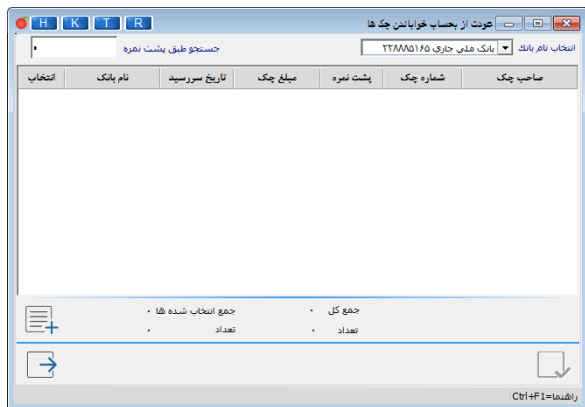 عودت از بحساب خواباندن چک ها
H K T R
انتخاب نام بانک بانک ملی جاری ۲۲۸۸۸۵۱۶۵ جستجو طبق پشت نمره ۰
صاحب چک شماره چک پشت نمره مبلغ چک تاریخ سررسید نام بانک انتخاب
جمع کل ۰ جمع انتخاب شده ها ۰
تعداد ۰ تعداد ۰
راهنما=Ctrl+F1